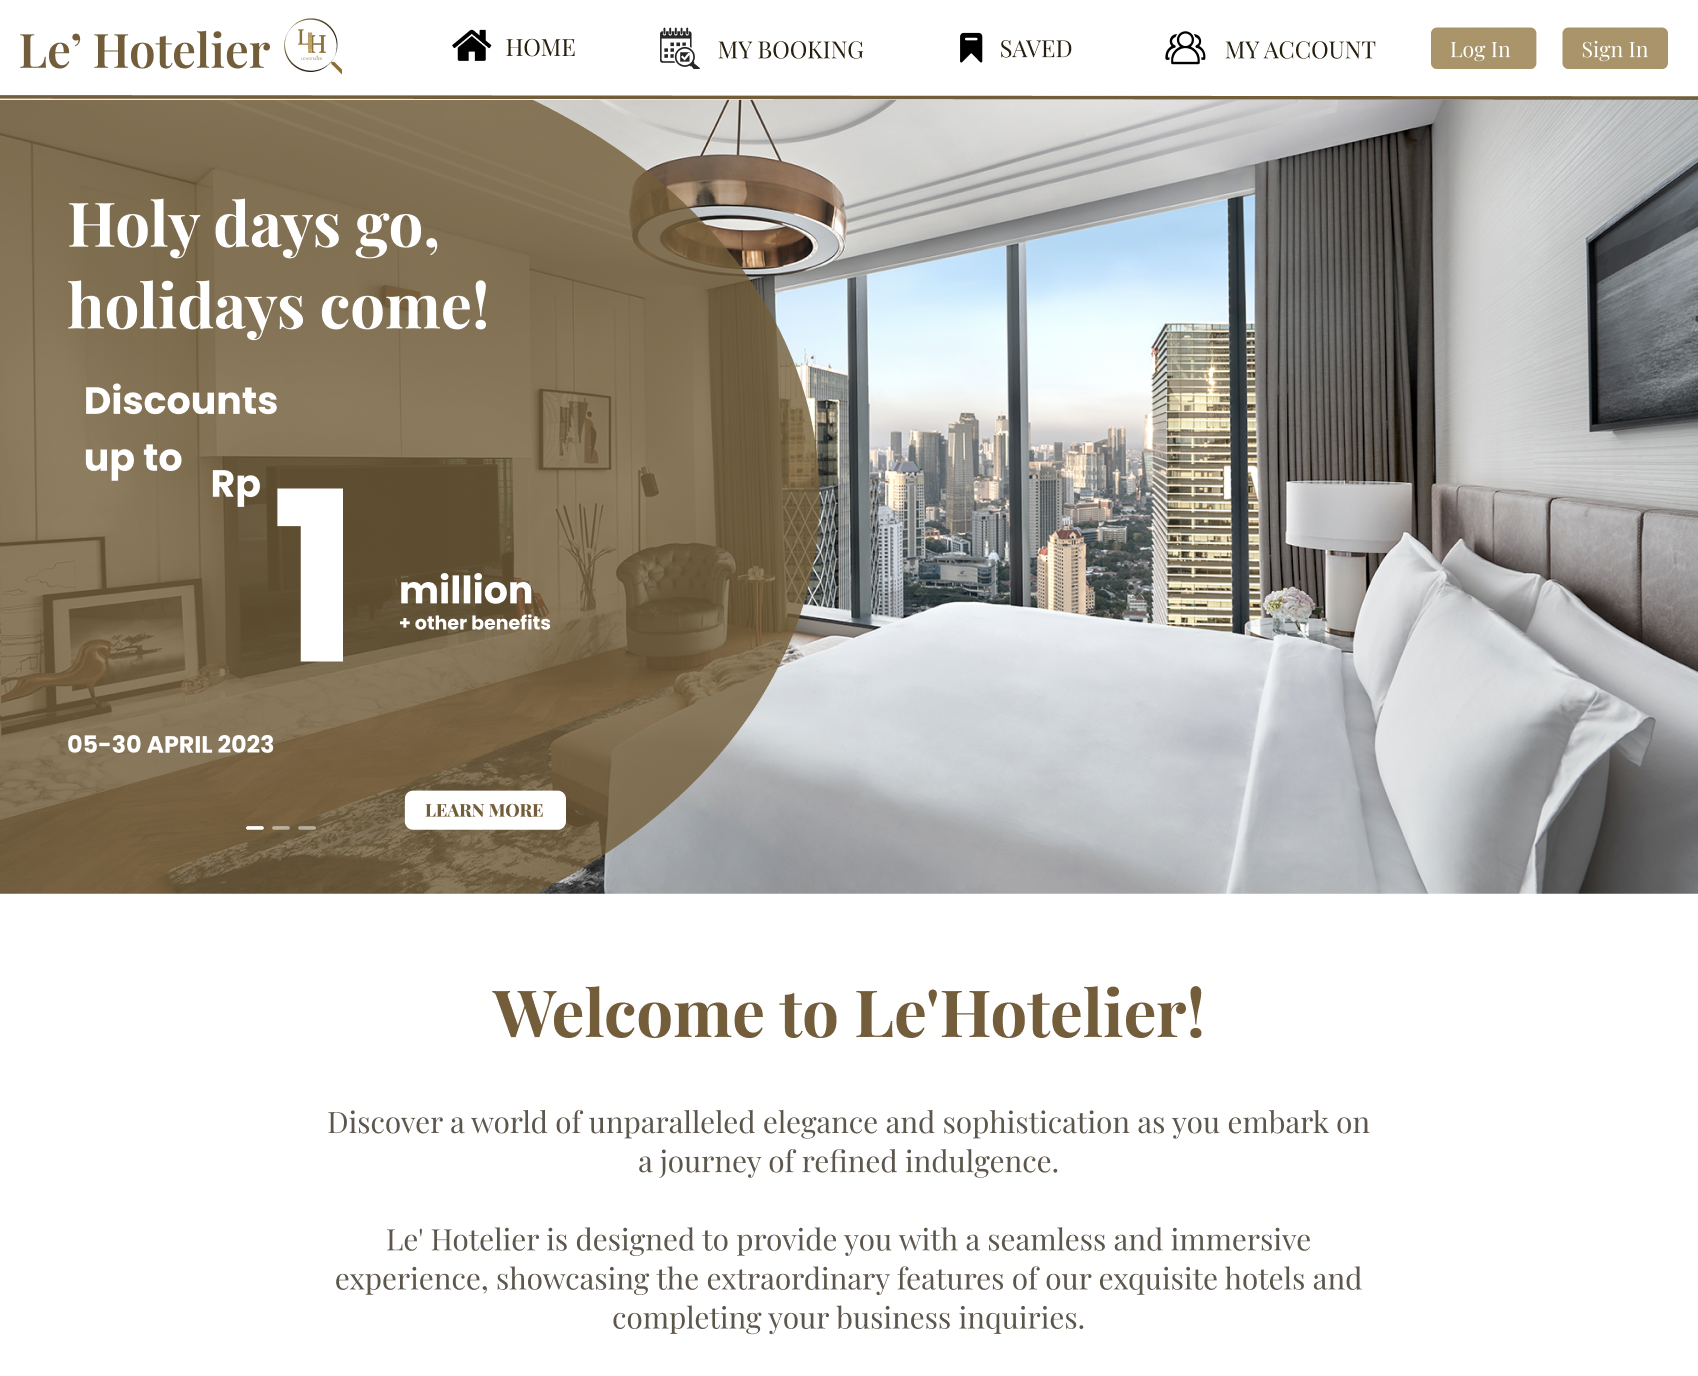 Le’ Hotelier
LH
HOME
MY BOOKING
SAVED
MY ACCOUNT
Log In
Sign In
Holy days go,
holidays come!
Discounts
up to
Rp
1
million
+ other benefits
05-30 APRIL 2023
LEARN MORE
Welcome to Le'Hotelier!
Discover a world of unparalleled elegance and sophistication as you embark on
a journey of refined indulgence.
Le' Hotelier is designed to provide you with a seamless and immersive
experience, showcasing the extraordinary features of our exquisite hotels and
completing your business inquiries.